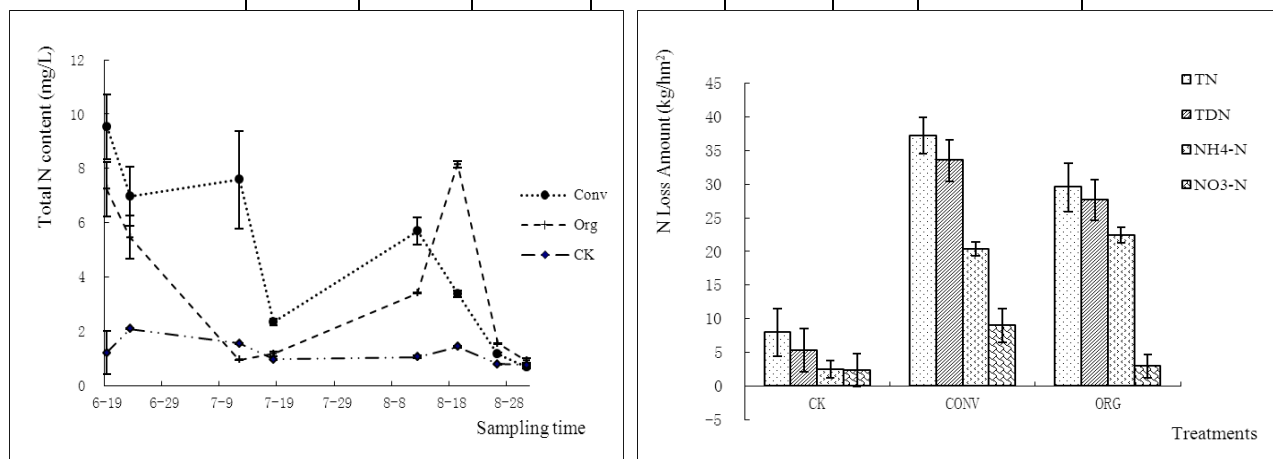 Total N content (mg/L)
12
10
8
6
4
2
0
6-19 6-29 7-9 7-19 7-29 8-8 8-18 8-28
Sampling time
Conv
Org
CK
N Loss Amount (kg/hm²)
45
40
35
30
25
20
15
10
5
0
-5
CK CONV ORG
Treatments
TN
TDN
NH4-N
NO3-N